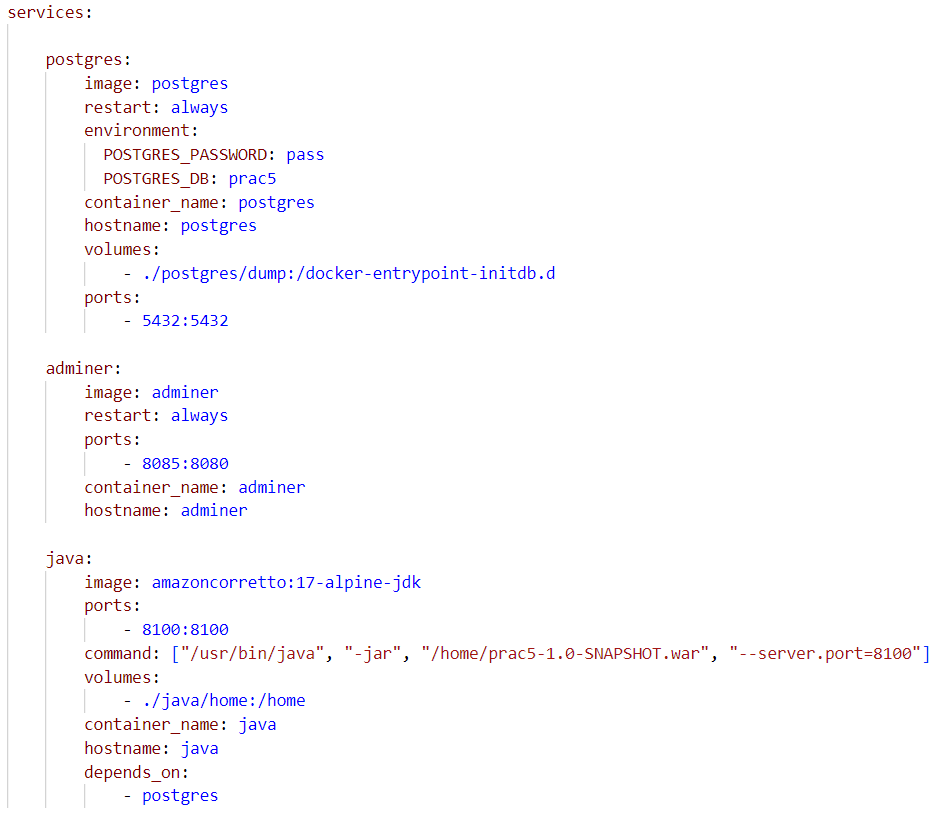 services:
postgres:
image: postgres
restart: always
environment:
POSTGRES_PASSWORD: pass
POSTGRES_DB: prac5
container_name: postgres
hostname: postgres
volumes:
- ./postgres/dump:/docker-entrypoint-initdb.d
ports:
- 5432:5432
adminer:
image: adminer
restart: always
ports:
- 8085:8080
container_name: adminer
hostname: adminer
java:
image: amazoncorretto:17-alpine-jdk
ports:
- 8100:8100
command: ["/usr/bin/java", "-jar", "/home/prac5-1.0-SNAPSHOT.war", "--server.port=8100"]
volumes:
- ./java/home:/home
container_name: java
hostname: java
depends_on:
- postgres